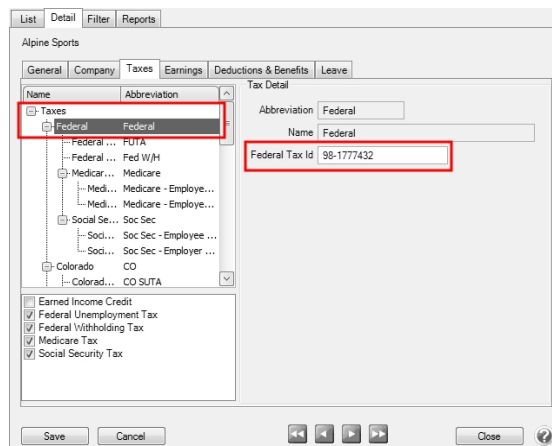 List Detail Filter Reports
Alpine Sports
General Company Taxes Earnings Deductions & Benefits Leave
Name Abbreviation
Taxes
Federal Federal
Federal ... FUTA
Federal ... Fed W/H
Medicar... Medicare
Medi... Medicare - Employe...
Medi... Medicare - Employe...
Social Se... Soc Sec
Soci... Soc Sec - Employee ...
Soci... Soc Sec - Employer ...
Colorado CO
Colorad... CO SUTA
Tax Detail
Abbreviation Federal
Name Federal
Federal Tax Id 98-1777432
Earned Income Credit
Federal Unemployment Tax
Federal Withholding Tax
Medicare Tax
Social Security Tax
Save Cancel Close ?